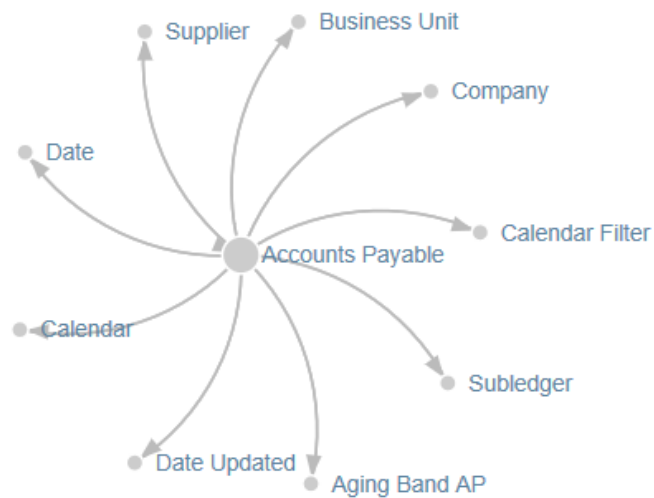 Business Unit
Supplier
Company
Date
Calendar Filter
Accounts Payable
Calendar
Subledger
Date Updated
Aging Band AP